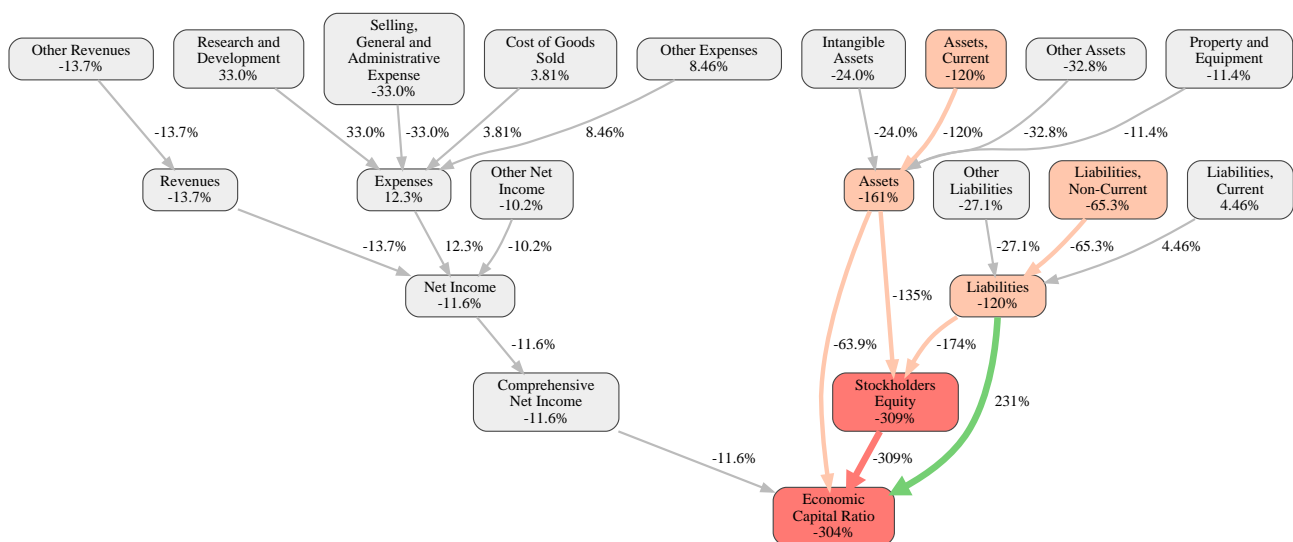 Other Revenues
-13.7%
Research and
Development
33.0%
Selling,
General and
Administrative
Expense
-33.0%
Cost of Goods
Sold
3.81%
Other Expenses
8.46%
Intangible
Assets
-24.0%
Assets,
Current
-120%
Other Assets
-32.8%
Property and
Equipment
-11.4%
-13.7%
33.0%
-33.0%
3.81%
8.46%
-24.0%
-120%
-32.8%
-11.4%
Revenues
-13.7%
Expenses
12.3%
Other Net
Income
-10.2%
Assets
-161%
Other
Liabilities
-27.1%
Liabilities,
Non-Current
-65.3%
Liabilities,
Current
4.46%
-13.7%
12.3%
-10.2%
-27.1%
-65.3%
4.46%
Net Income
-11.6%
Liabilities
-120%
-135%
-11.6%
-63.9%
-174%
Comprehensive
Net Income
-11.6%
Stockholders
Equity
-309%
231%
-11.6%
-309%
Economic
Capital Ratio
-304%